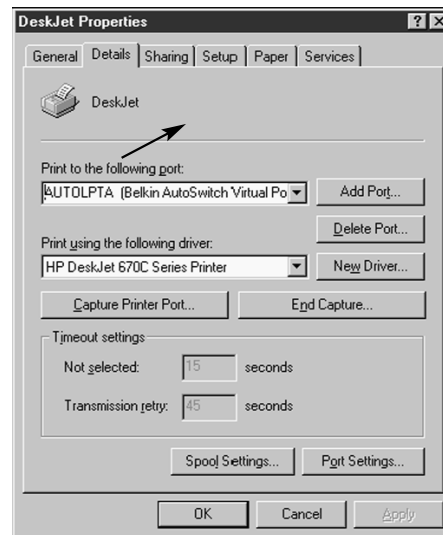 DeskJet Properties
General Details Sharing Setup Paper Services
DeskJet
Print to the following port:
AUTOLPTA (Belkin AutoSwitch Virtual Po
Add Port...
Delete Port...
Print using the following driver:
HP DeskJet 670C Series Printer
New Driver...
Capture Printer Port... End Capture...
Timeout settings
Not selected: 15 seconds
Transmission retry: 45 seconds
Spool Settings... Port Settings...
OK Cancel Apply